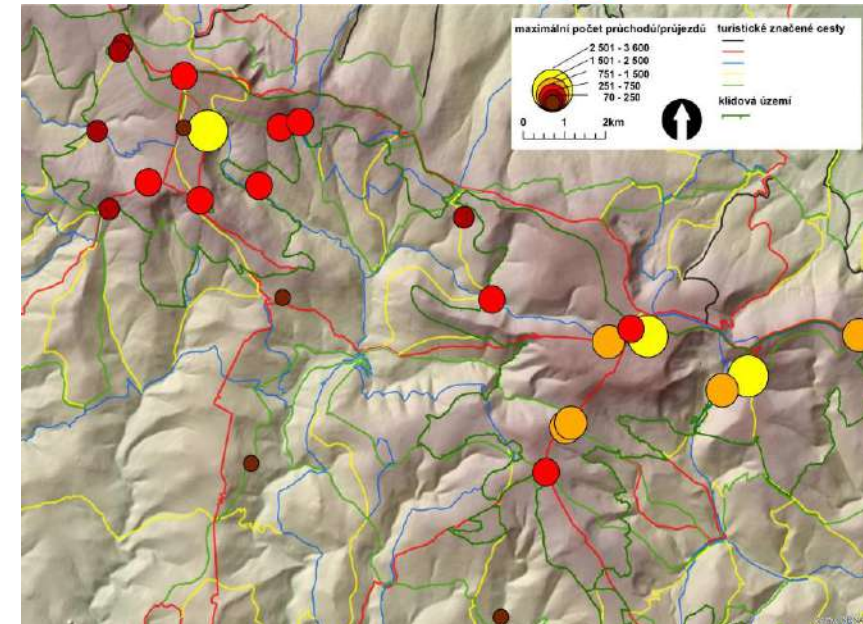 maximální počet průchodů/průjezdů
2 501 - 3 600
1 501 - 2 500
751 - 1 500
251 - 750
70 - 250
0 1 2km
turistické značené cesty
klidová území